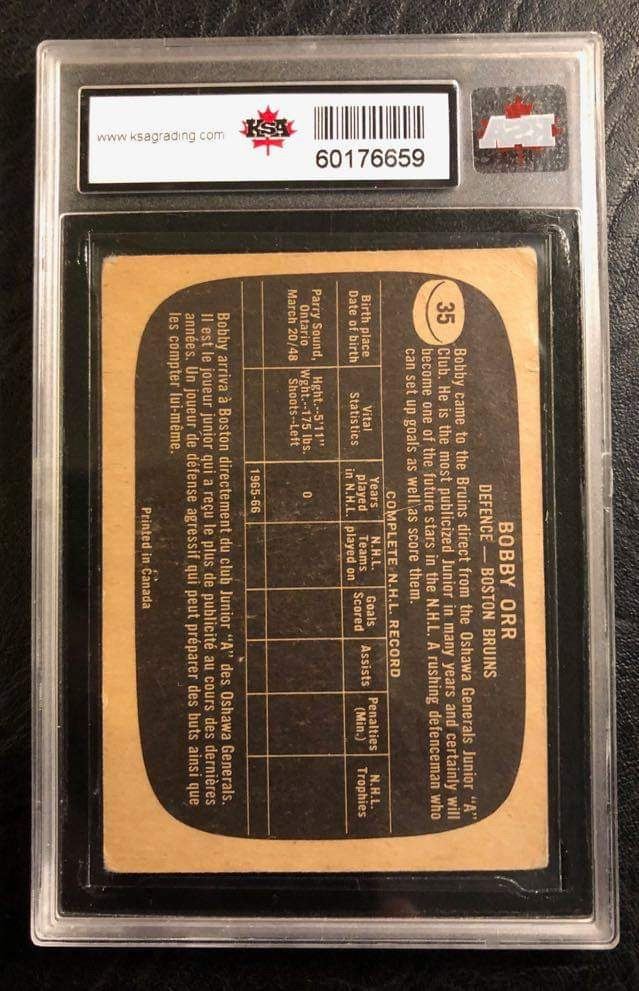 www.ksagrading.com
KSA
60176659
35
BOBBY ORR
DEFENCE — BOSTON BRUINS
Bobby came to the Bruins direct from the Oshawa Generals Junior "A"
Club. He is the most publicized Junior in many years and certainly will
become one of the future stars in the N.H.L. A rushing defenceman who
can set up goals as well as score them.
COMPLETE N.H.L. RECORD
Birth place
Date of birth
Vital
Statistics
Years
played
in N.H.L.
N.H.L.
Teams
played on
Goals
Scored
Assists
Penalties
(Min.)
N.H.L.
Trophies
Parry Sound,
Ontario
March 20/48
Hght.--5'11"
Wght.--175 lbs.
Shoots--Left
0
1965-66
Bobby arriva à Boston directement du club Junior "A" des Oshawa Generals.
Il est le joueur junior qui a reçu le plus de publicité au cours des dernières
années. Un joueur de défense agressif qui peut préparer des buts ainsi que
les compter lui-même.
Printed in Canada